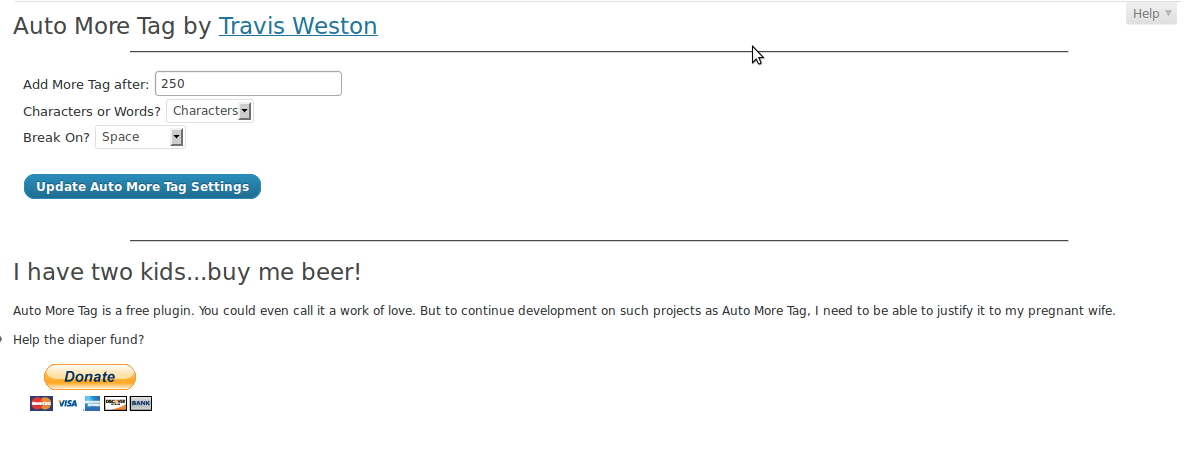 Help
Auto More Tag by Travis Weston
Add More Tag after: 250
Characters or Words? Characters
Break On? Space
Update Auto More Tag Settings
I have two kids...buy me beer!
Auto More Tag is a free plugin. You could even call it a work of love. But to continue development on such projects as Auto More Tag, I need to be able to justify it to my pregnant wife.
Help the diaper fund?
Donate
VISA DISCOVER BANK